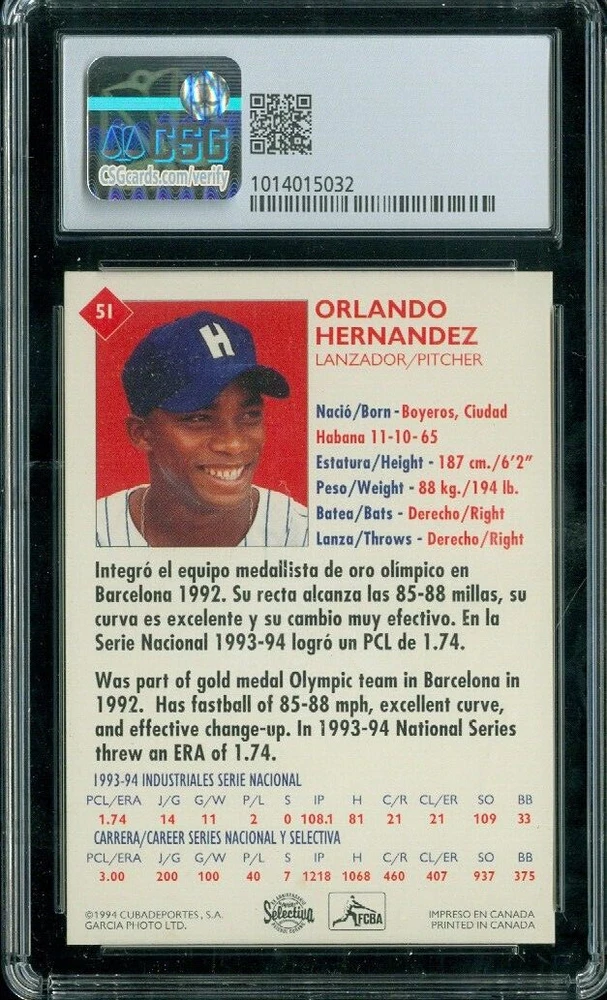 CSG
CSGcards.com/verify
1014015032
51
ORLANDO
HERNANDEZ
LANZADOR/PITCHER
Nació/Born - Boyeros, Ciudad
Habana 11-10-65
Estatura/Height - 187 cm./6'2"
Peso/Weight - 88 kg./194 lb.
Batea/Bats - Derecho/Right
Lanza/Throws - Derecho/Right
H
Integró el equipo medallista de oro olímpico en
Barcelona 1992. Su recta alcanza las 85-88 millas, su
curva es excelente y su cambio muy efectivo. En la
Serie Nacional 1993-94 logró un PCL de 1.74.
Was part of gold medal Olympic team in Barcelona in
1992. Has fastball of 85-88 mph, excellent curve,
and effective change-up. In 1993-94 National Series
threw an ERA of 1.74.
1993-94 INDUSTRIALES SERIE NACIONAL
PCL/ERA J/G G/W P/L S IP H C/R CL/ER SO BB
1.74 14 11 2 0 108.1 81 21 21 109 33
CARRERA/CAREER SERIES NACIONAL Y SELECTIVA
PCL/ERA J/G G/W P/L S IP H C/R CL/ER SO BB
3.00 200 100 40 7 1218 1068 460 407 937 375
©1994 CUBADEPORTES, S.A.
GARCIA PHOTO LTD.
Selectiva
FCBA
IMPRESO EN CANADA
PRINTED IN CANADA